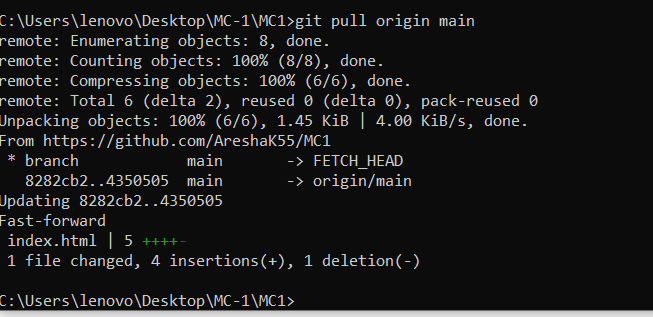 C:\Users\lenovo\Desktop\MC-1\MC1>git pull origin main
remote: Enumerating objects: 8, done.
remote: Counting objects: 100% (8/8), done.
remote: Compressing objects: 100% (6/6), done.
remote: Total 6 (delta 2), reused 0 (delta 0), pack-reused 0
Unpacking objects: 100% (6/6), 1.45 KiB | 4.00 KiB/s, done.
From https://github.com/AreshaK55/MC1
 * branch            main       -> FETCH_HEAD
   8282cb2..4350505  main       -> origin/main
Updating 8282cb2..4350505
Fast-forward
 index.html | 5 ++++-
 1 file changed, 4 insertions(+), 1 deletion(-)
C:\Users\lenovo\Desktop\MC-1\MC1>